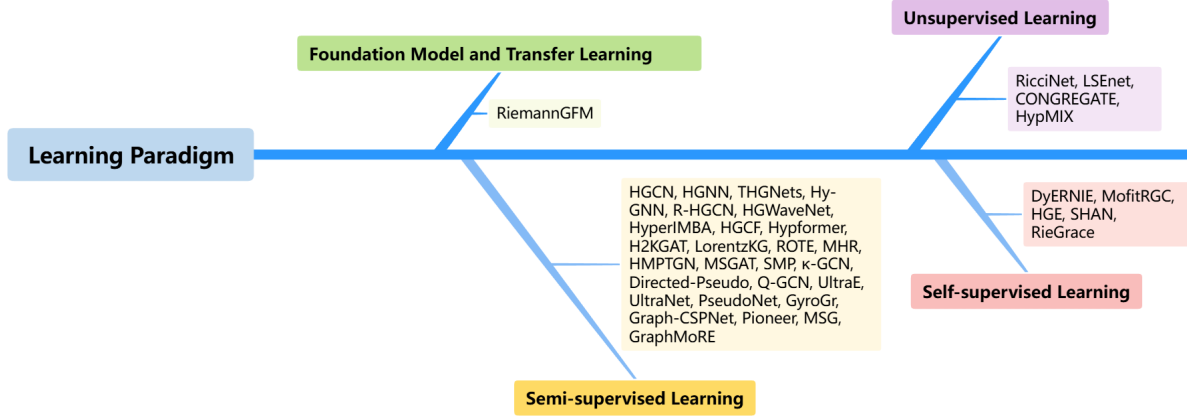 Learning Paradigm
Foundation Model and Transfer Learning
RiemannGFM
Unsupervised Learning
RicciNet, LSEnet,
CONGREGATE,
HypMIX
HGCN, HGNN, THGNets, Hy-
GNN, R-HGCN, HGWaveNet,
HyperIMBA, HGCF, Hypformer,
H2KGAT, LorentzKG, ROTE, MHR,
HMPTGN, MSGAT, SMP, κ-GCN,
Directed-Pseudo, Q-GCN, UltraE,
UltraNet, PseudoNet, GyroGr,
Graph-CSPNet, Pioneer, MSG,
GraphMoRE
Semi-supervised Learning
DyERNIE, MofitRGC,
HGE, SHAN,
RieGrace
Self-supervised Learning